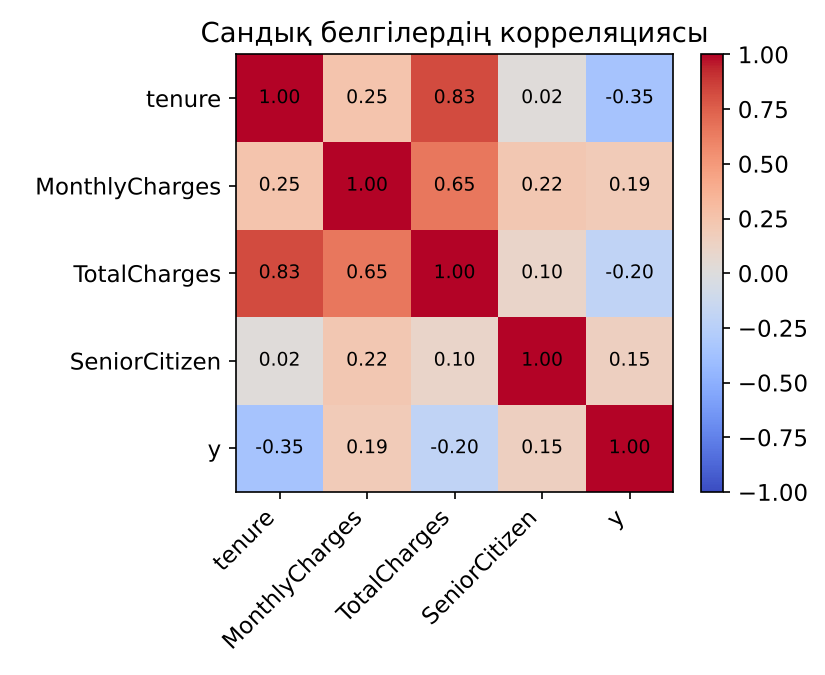 Сандық белгілердің корреляциясы
tenure 1.00 0.25 0.83 0.02 -0.35
MonthlyCharges 0.25 1.00 0.65 0.22 0.19
TotalCharges 0.83 0.65 1.00 0.10 -0.20
SeniorCitizen 0.02 0.22 0.10 1.00 0.15
y -0.35 0.19 -0.20 0.15 1.00
tenure MonthlyCharges TotalCharges SeniorCitizen y
1.00
0.75
0.50
0.25
0.00
−0.25
−0.50
−0.75
−1.00